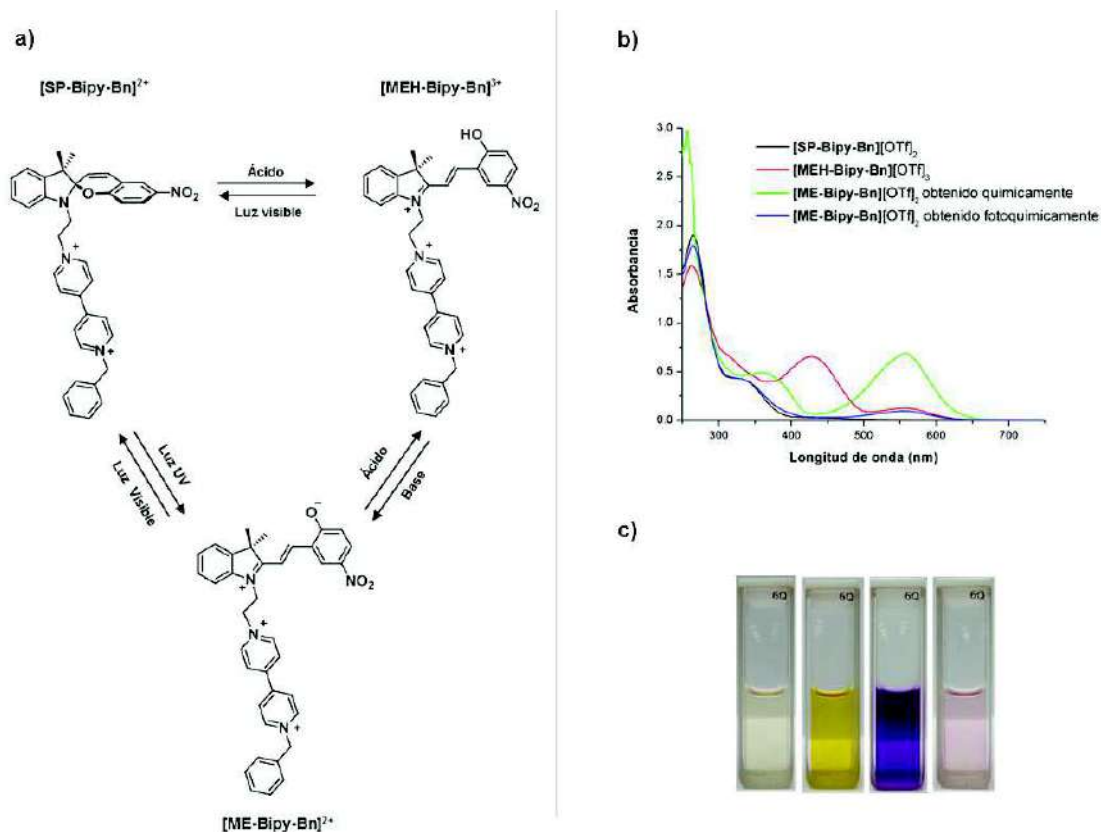 a)
[SP-Bipy-Bn]²⁺
[MEH-Bipy-Bn]³⁺
O
NO₂
N
+
N
+
N
Ácido
Luz visible
HO
NO₂
N
+
+
N
+
N
Luz UV
Luz Visible
Ácido
Base
O⁻
NO₂
N
+
+
N
+
N
[ME-Bipy-Bn]²⁺
b)
[SP-Bipy-Bn][OTf]₂
[MEH-Bipy-Bn][OTf]₃
[ME-Bipy-Bn][OTf]₂ obtenido quimicamente
[ME-Bipy-Bn][OTf]₂ obtenido fotoquimicamente
Absorbancia
3.0
2.5
2.0
1.5
1.0
0.5
0.0
300 400 500 600 700
Longitud de onda (nm)
c)
6Q
6Q
6Q